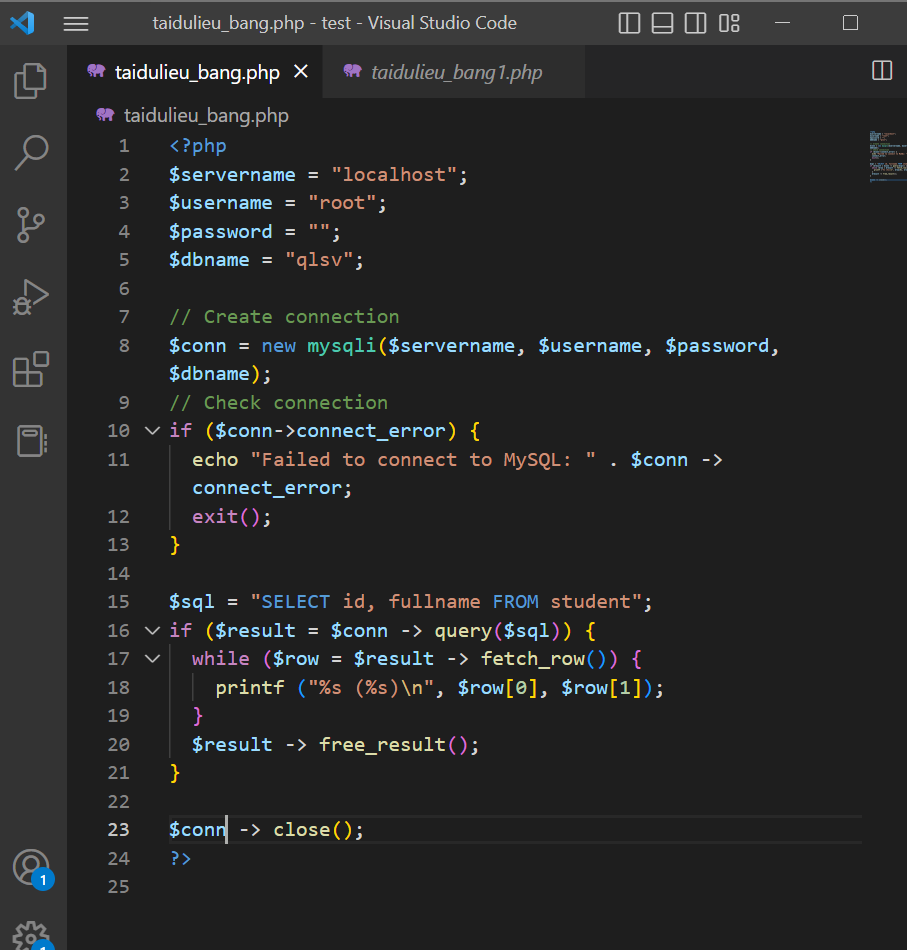 taidulieu_bang.php - test - Visual Studio Code
taidulieu_bang.php
taidulieu_bang1.php
taidulieu_bang.php
1 <?php
2 $servername = "localhost";
3 $username = "root";
4 $password = "";
5 $dbname = "qlsv";
6
7 // Create connection
8 $conn = new mysqli($servername, $username, $password,
$dbname);
9 // Check connection
10 if ($conn->connect_error) {
11 echo "Failed to connect to MySQL: " . $conn ->
connect_error;
12 exit();
13 }
14
15 $sql = "SELECT id, fullname FROM student";
16 if ($result = $conn -> query($sql)) {
17 while ($row = $result -> fetch_row()) {
18 printf ("%s (%s)\n", $row[0], $row[1]);
19 }
20 $result -> free_result();
21 }
22
23 $conn -> close();
24 ?>
25
1
1